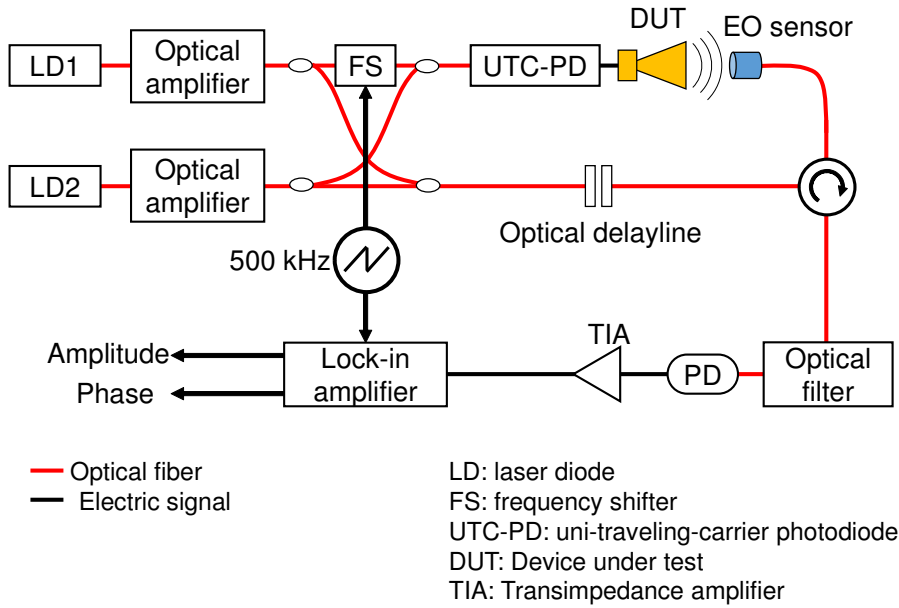 DUT
EO sensor
LD1
Optical
amplifier
FS
UTC-PD
LD2
Optical
amplifier
Optical delayline
500 kHz
TIA
Amplitude
Phase
Lock-in
amplifier
PD
Optical
filter
Optical fiber
Electric signal
LD: laser diode
FS: frequency shifter
UTC-PD: uni-traveling-carrier photodiode
DUT: Device under test
TIA: Transimpedance amplifier